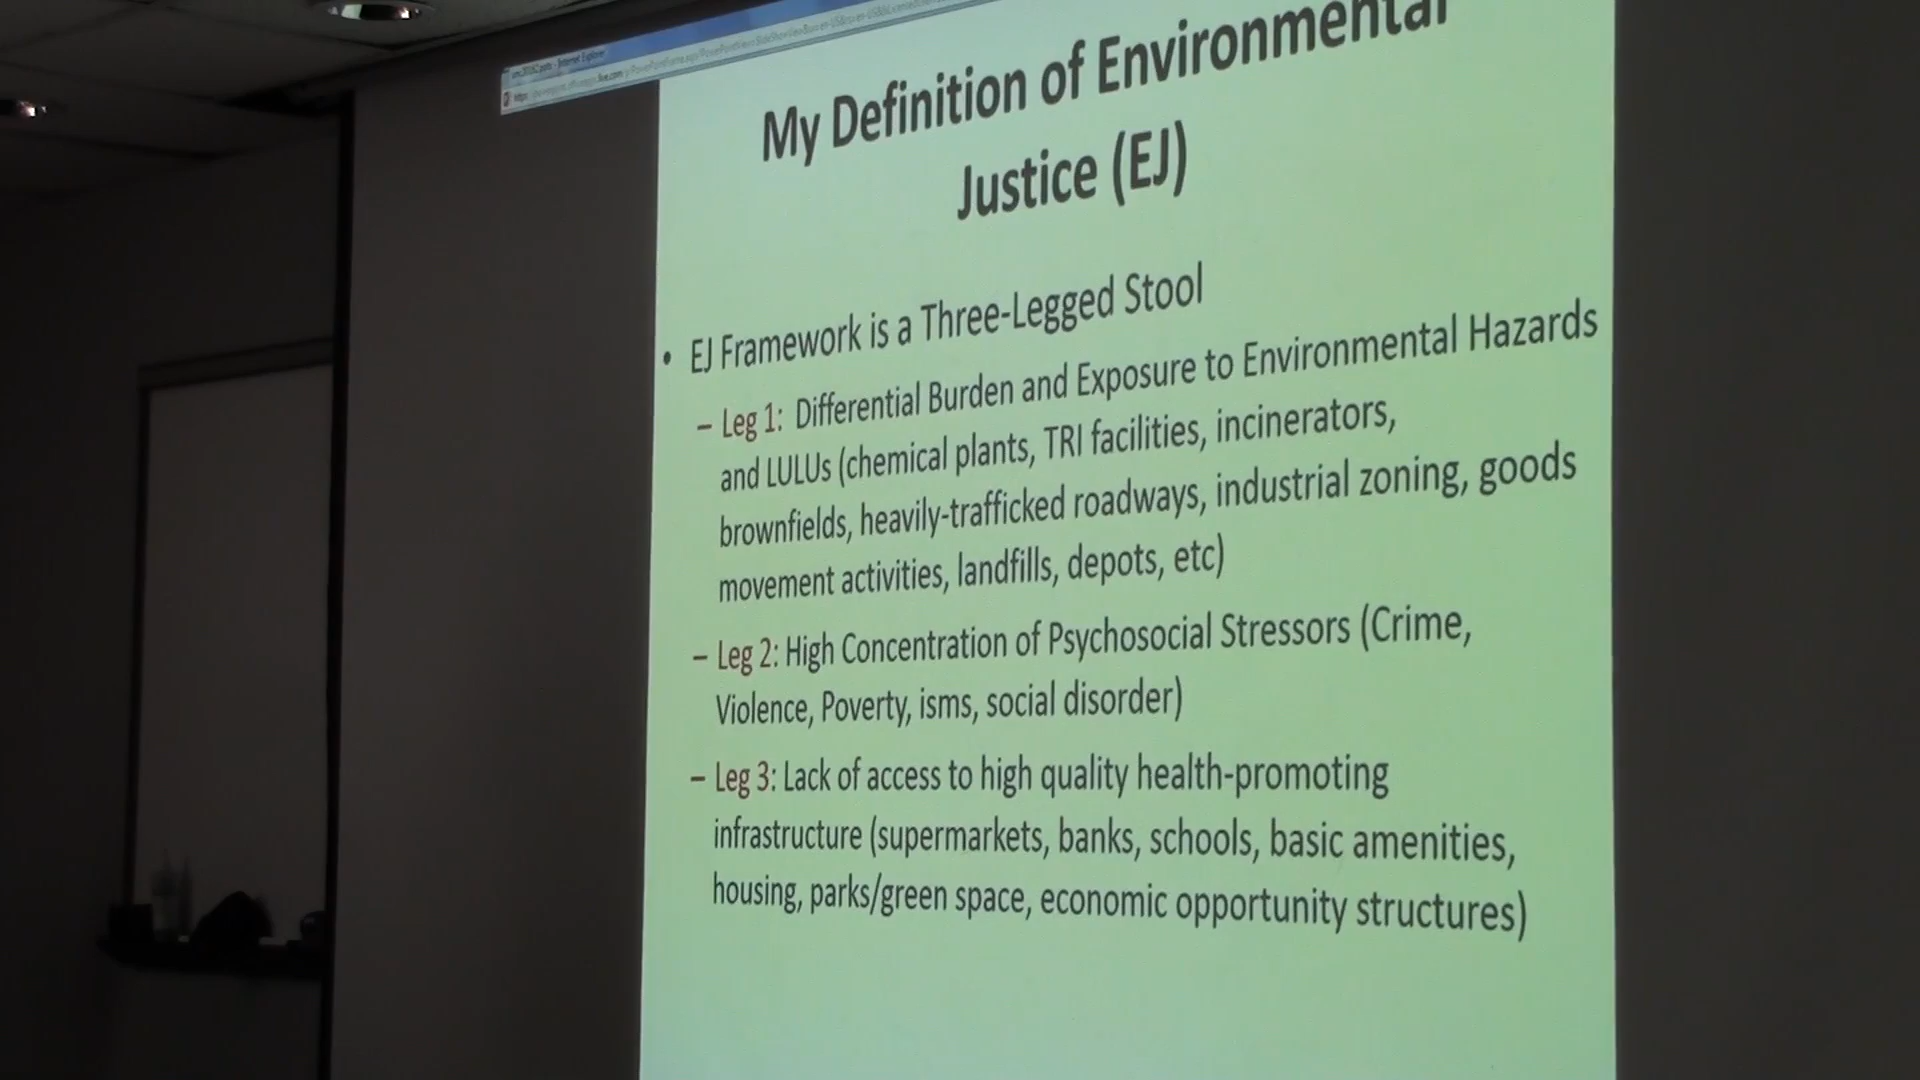 Internet Explorer
My Definition of Environmental
Justice (EJ)
• EJ Framework is a Three-Legged Stool
– Leg 1: Differential Burden and Exposure to Environmental Hazards
and LULUs (chemical plants, TRI facilities, incinerators,
brownfields, heavily-trafficked roadways, industrial zoning, goods
movement activities, landfills, depots, etc)
– Leg 2: High Concentration of Psychosocial Stressors (Crime,
Violence, Poverty, isms, social disorder)
– Leg 3: Lack of access to high quality health-promoting
infrastructure (supermarkets, banks, schools, basic amenities,
housing, parks/green space, economic opportunity structures)